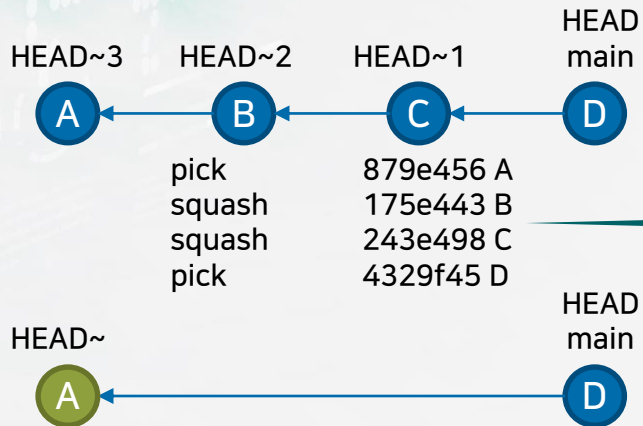 HEAD
HEAD~3 HEAD~2 HEAD~1 main
A B C D
pick 879e456 A
squash 175e443 B
squash 243e498 C
pick 4329f45 D
HEAD
HEAD~ main
A D